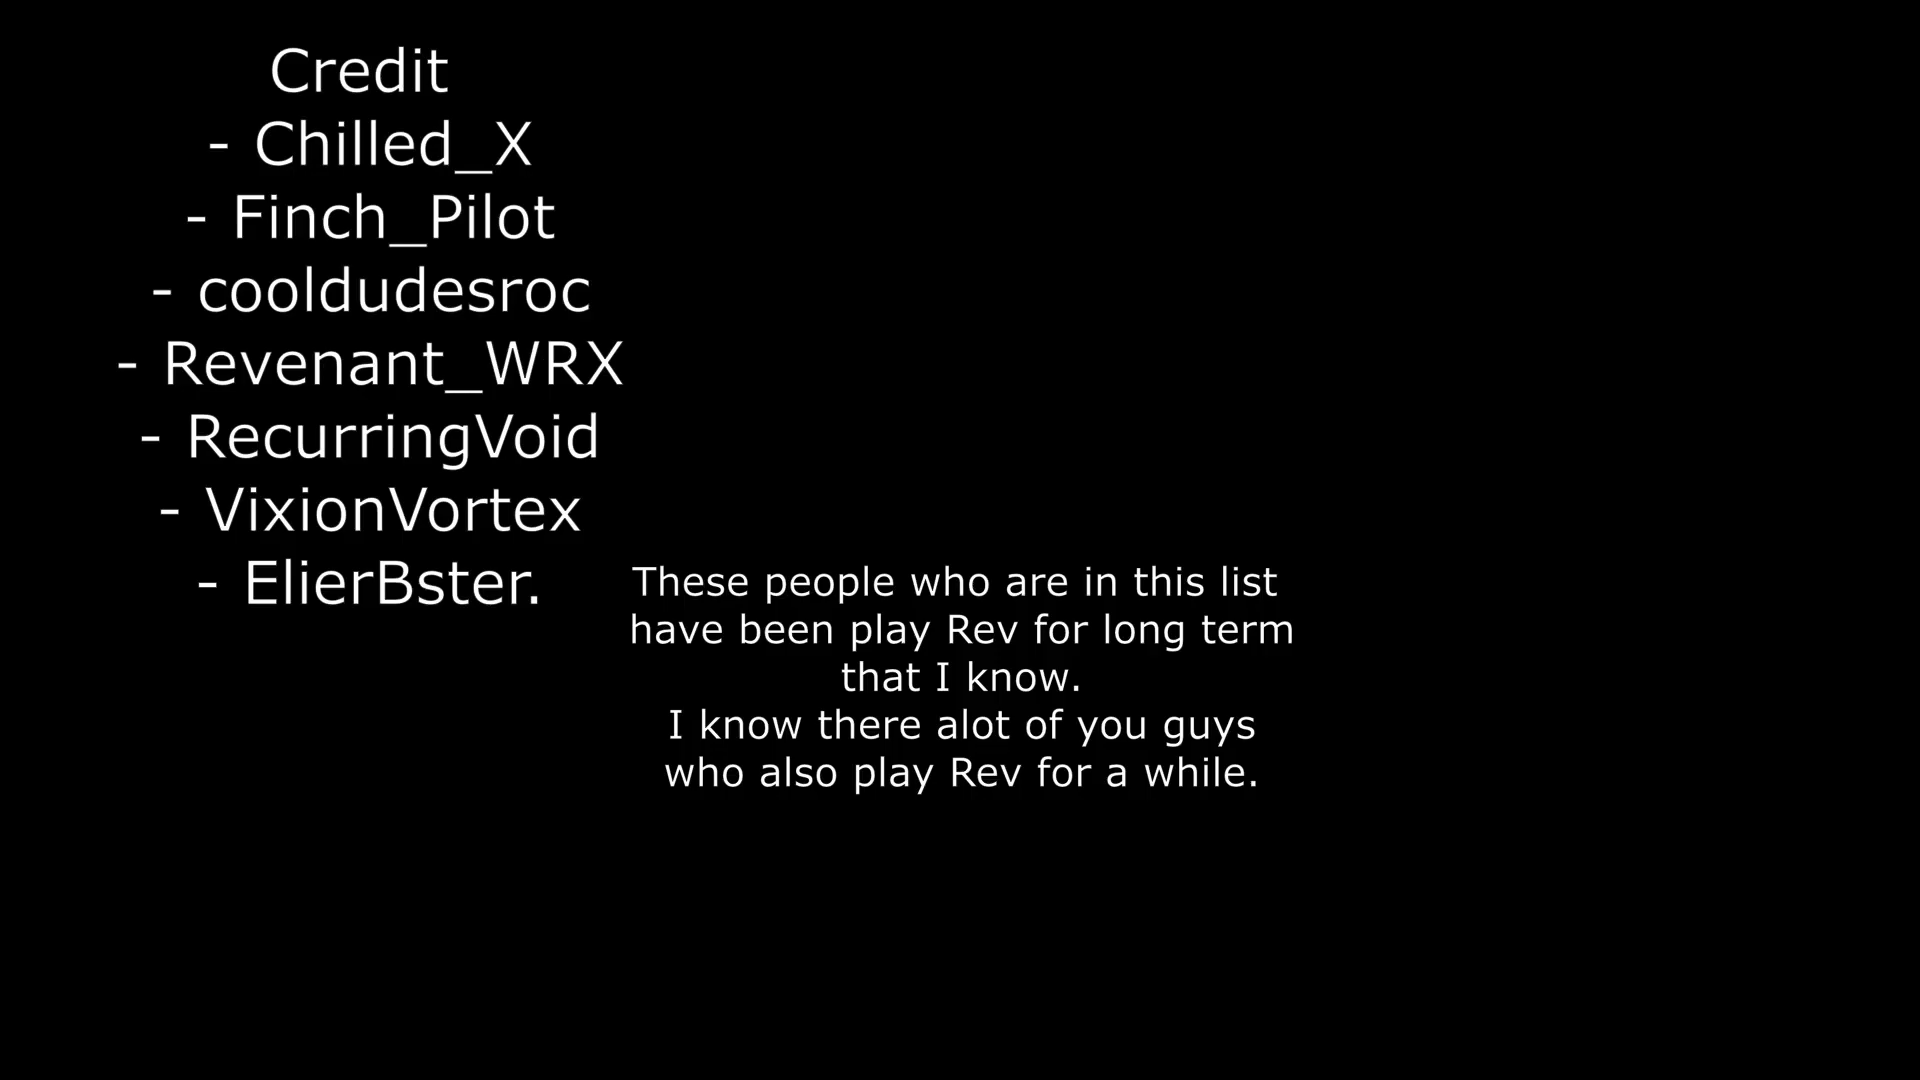 Credit
- Chilled_X
- Finch_Pilot
- cooldudesroc
- Revenant_WRX
- RecurringVoid
- VixionVortex
- ElierBster.
These people who are in this list
have been play Rev for long term
that I know.
I know there alot of you guys
who also play Rev for a while.